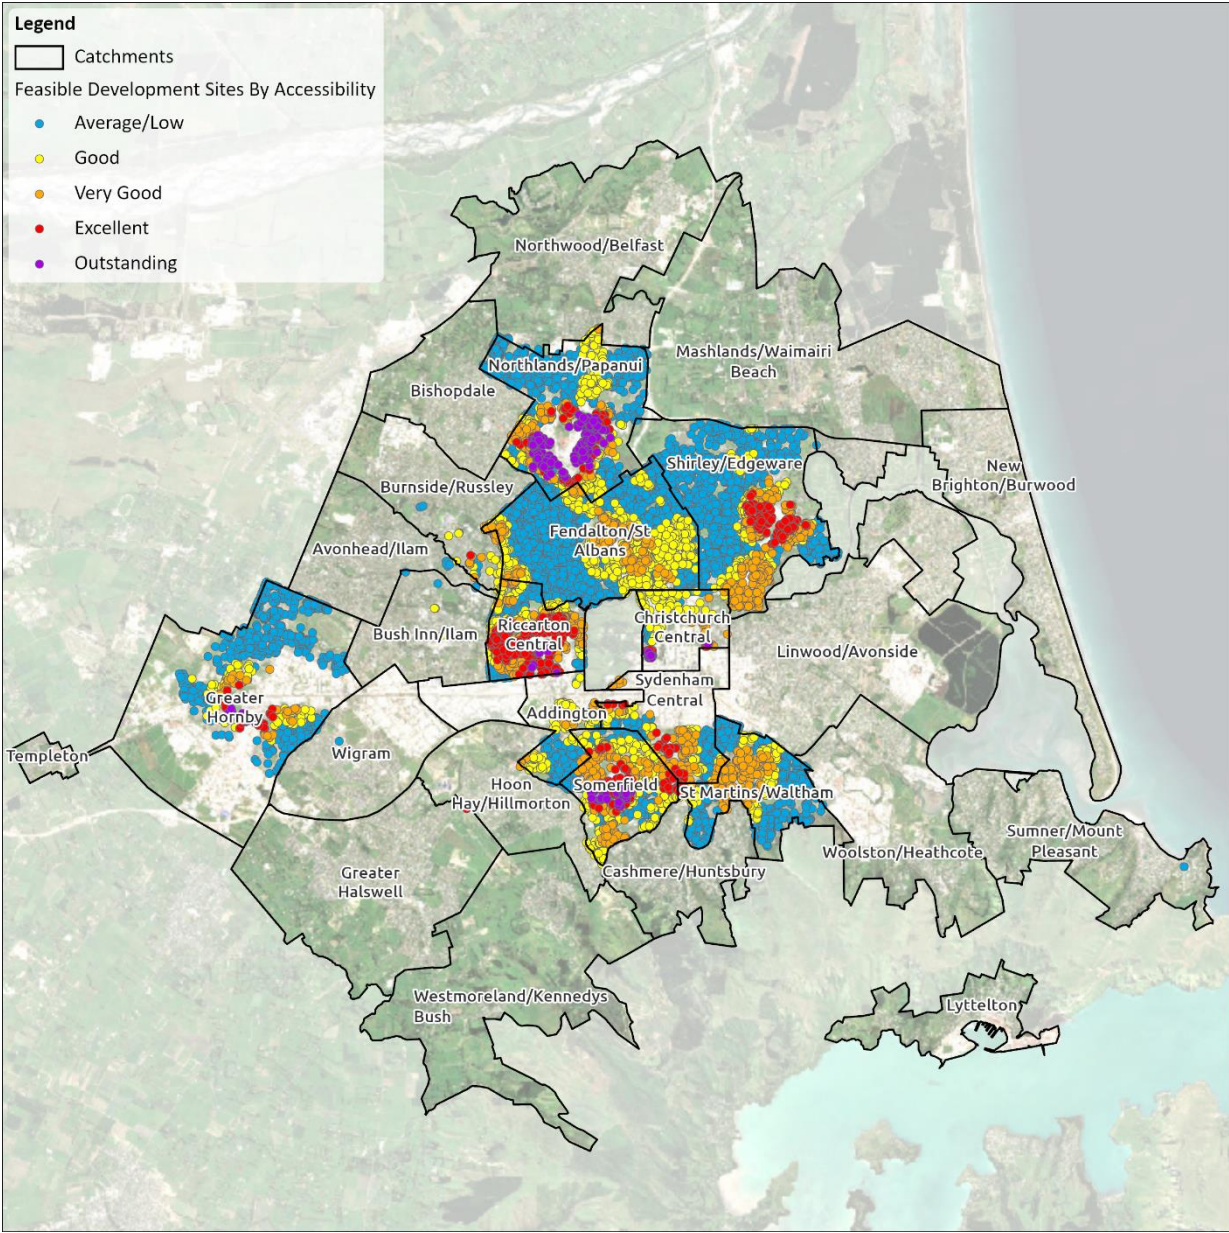 Legend
Catchments
Feasible Development Sites By Accessibility
Average/Low
Good
Very Good
Excellent
Outstanding
Northwood/Belfast
Mashlands/Waimairi
Beach
Northlands/Papanui
Bishopdale
Shirley/Edgeware
New
Brighton/Burwood
Burnside/Russley
Fendalton/St
Albans
Avonhead/Ilam
Bush Inn/Ilam
Riccarton
Central
Christchurch
Central
Linwood/Avonside
Sydenham
Central
Greater
Hornby
Addington
Templeton
Wigram
Hoon
Hay/Hillmorton
Somerfield
St Martins/Waltham
Sumner/Mount
Pleasant
Woolston/Heathcote
Cashmere/Huntsbury
Greater
Halswell
Westmoreland/Kennedys
Bush
Lyttelton